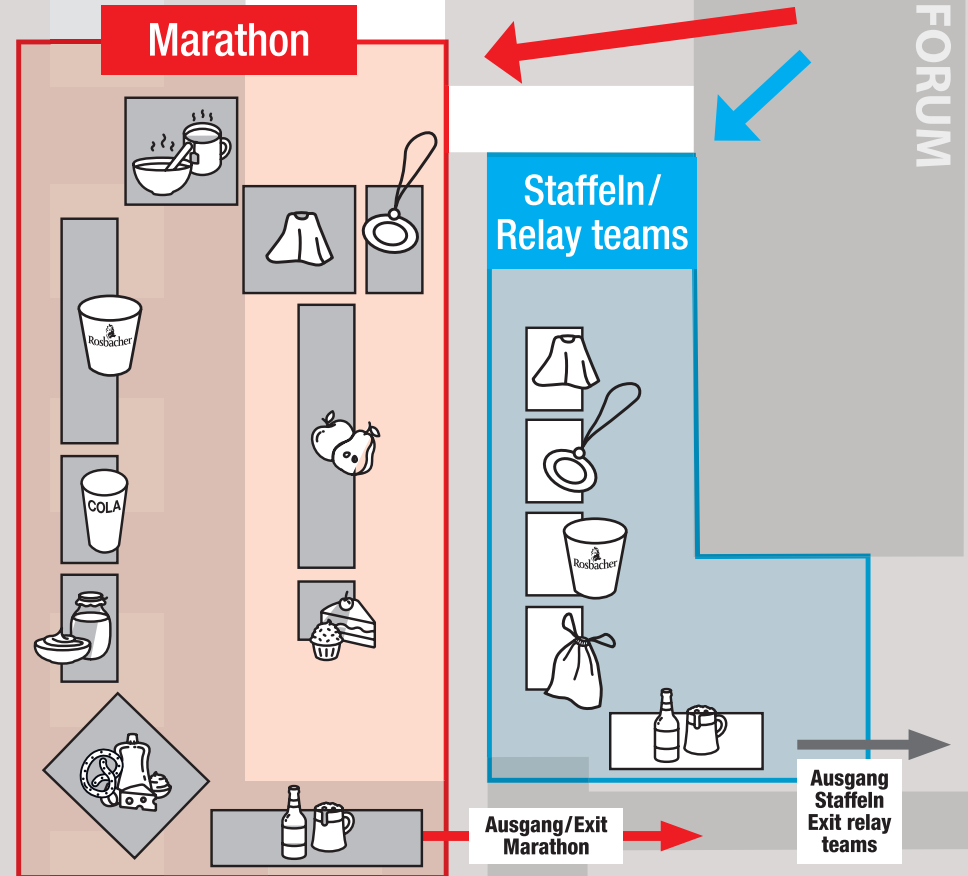 Marathon
FORUM
Staffeln/
Relay teams
Rosbacher
COLA
Rosbacher
Ausgang/Exit
Marathon
Ausgang
Staffeln
Exit relay
teams